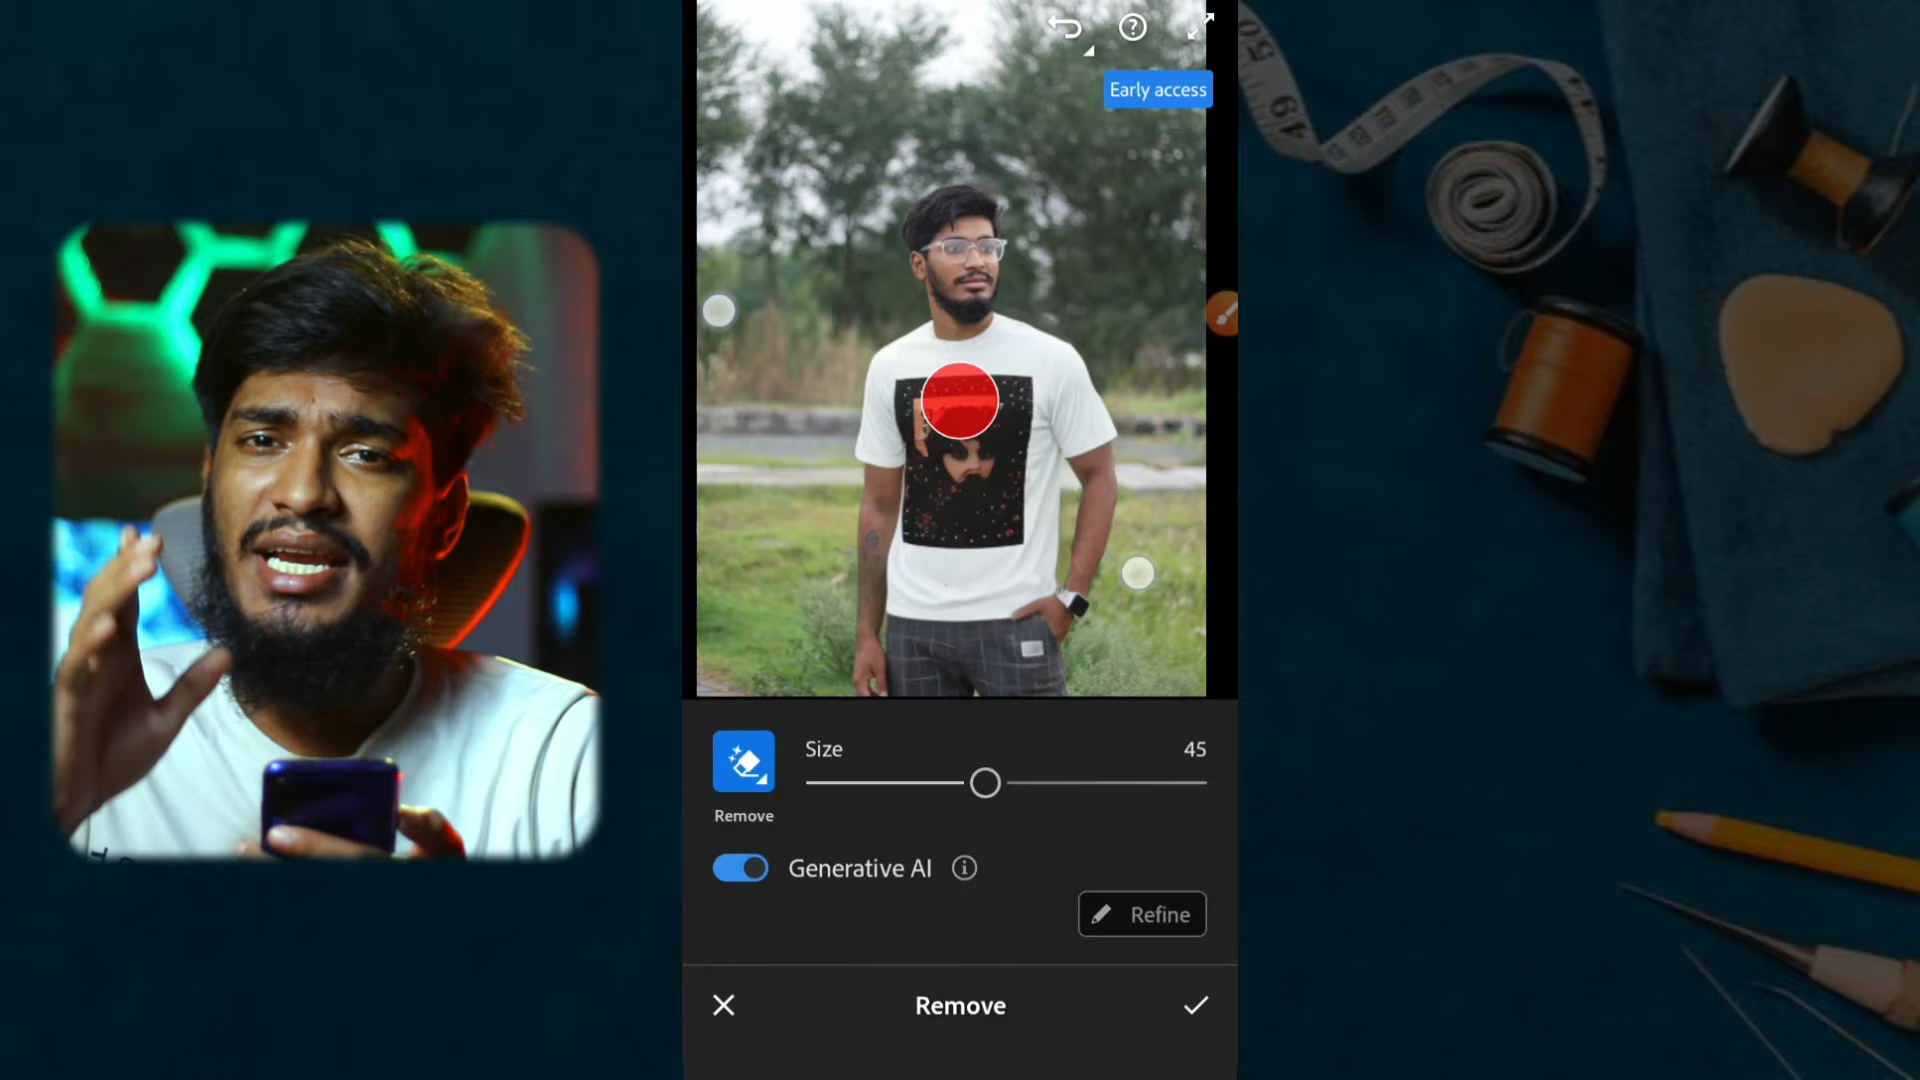 Early access
Size
45
Remove
Generative AI
Refine
Remove